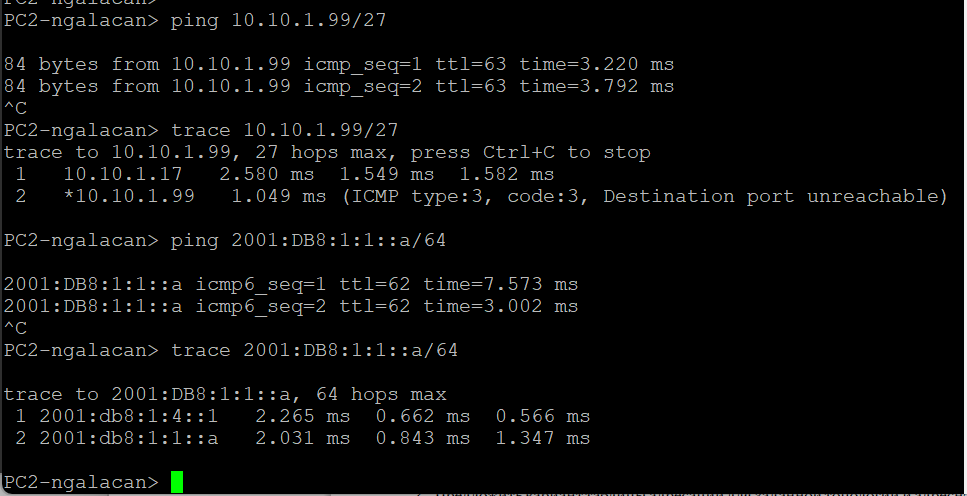 PC2-ngalacan>
PC2-ngalacan> ping 10.10.1.99/27
84 bytes from 10.10.1.99 icmp_seq=1 ttl=63 time=3.220 ms
84 bytes from 10.10.1.99 icmp_seq=2 ttl=63 time=3.792 ms
^C
PC2-ngalacan> trace 10.10.1.99/27
trace to 10.10.1.99, 27 hops max, press Ctrl+C to stop
1 10.10.1.17 2.580 ms 1.549 ms 1.582 ms
2 *10.10.1.99 1.049 ms (ICMP type:3, code:3, Destination port unreachable)
PC2-ngalacan> ping 2001:DB8:1:1::a/64
2001:DB8:1:1::a icmp6_seq=1 ttl=62 time=7.573 ms
2001:DB8:1:1::a icmp6_seq=2 ttl=62 time=3.002 ms
^C
PC2-ngalacan> trace 2001:DB8:1:1::a/64
trace to 2001:DB8:1:1::a, 64 hops max
1 2001:db8:1:4::1 2.265 ms 0.662 ms 0.566 ms
2 2001:db8:1:1::a 2.031 ms 0.843 ms 1.347 ms
PC2-ngalacan>